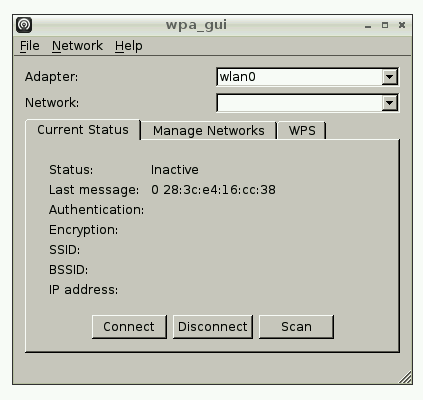 wpa_gui
File Network Help
Adapter: wlan0
Network:
Current Status Manage Networks WPS
Status: Inactive
Last message: 0 28:3c:e4:16:cc:38
Authentication:
Encryption:
SSID:
BSSID:
IP address:
Connect Disconnect Scan